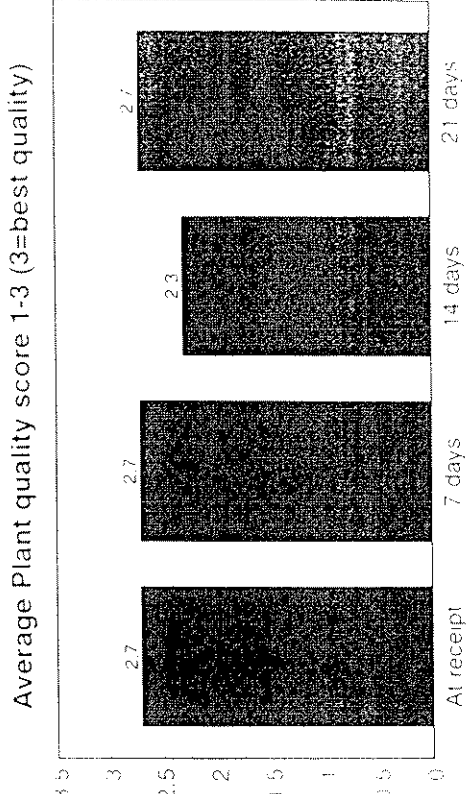 Average Plant quality score 1-3 (3=best quality)
3
2.5
2
1
0
2.7
2.7
2.3
2.7
At receipt
7 days
14 days
21 days